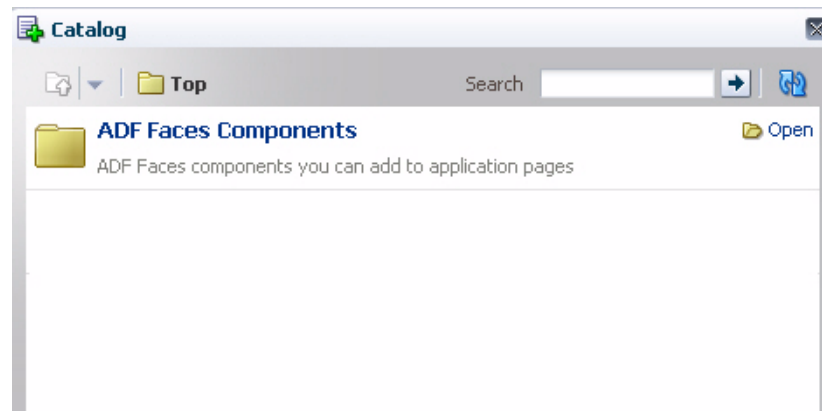 Catalog
Top Search
ADF Faces Components Open
ADF Faces components you can add to application pages